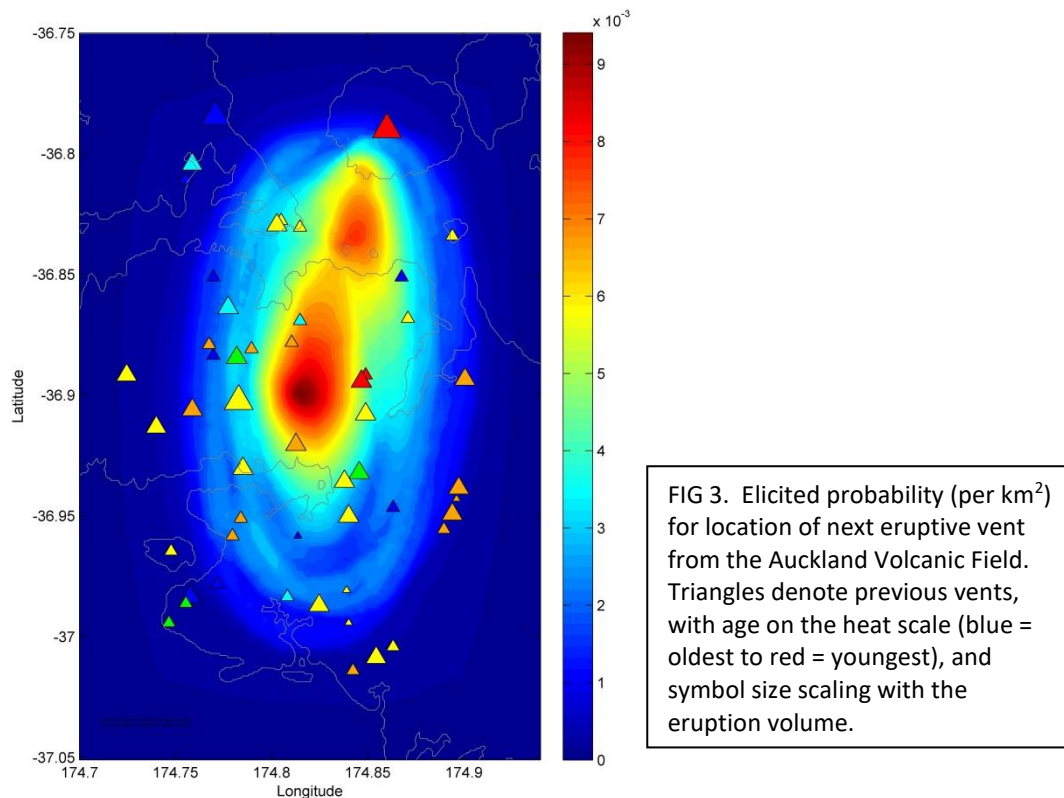 x 10⁻³
-36.75
-36.8
-36.85
-36.9
-36.95
-37
-37.05
Latitude
174.7 174.75 174.8 174.85 174.9
Longitude
9
8
7
6
5
4
3
2
1
0
FIG 3. Elicited probability (per km²)
for location of next eruptive vent
from the Auckland Volcanic Field.
Triangles denote previous vents,
with age on the heat scale (blue =
oldest to red = youngest), and
symbol size scaling with the
eruption volume.